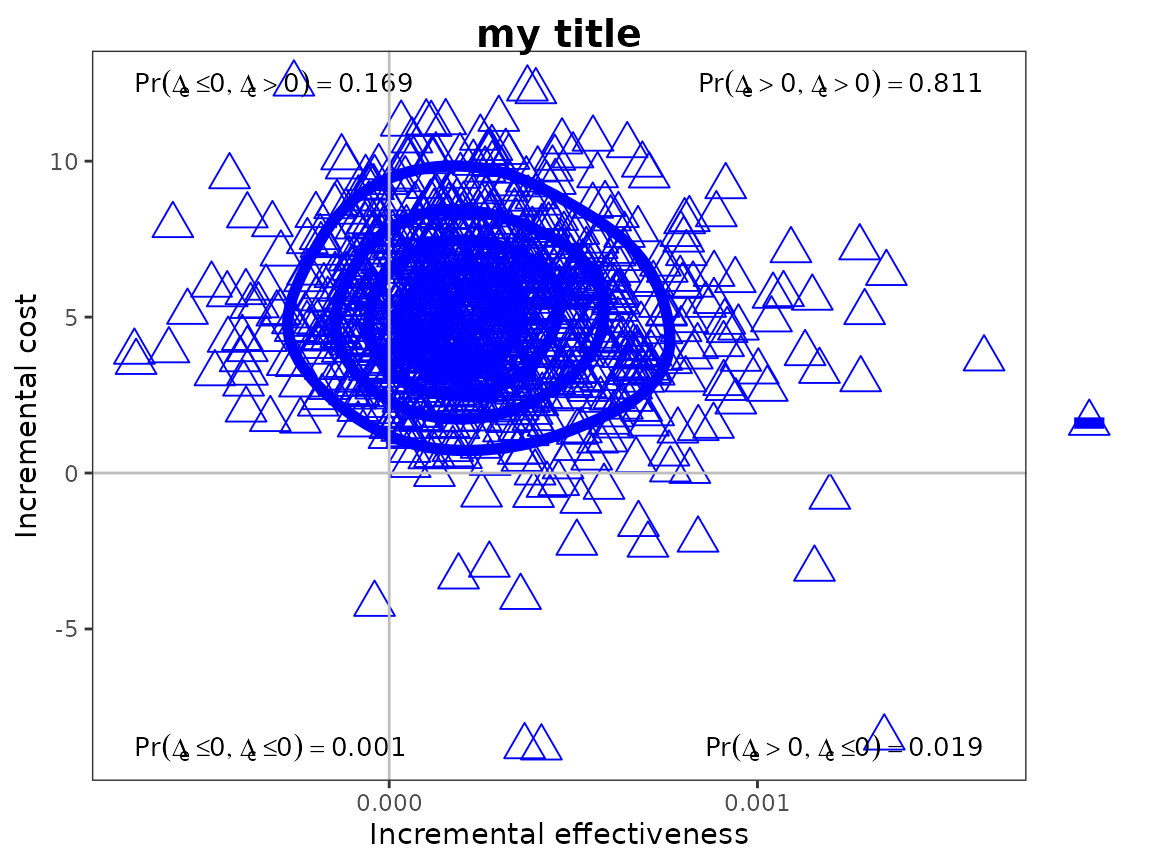 my title
Pr(Δe ≤0, Δc > 0) = 0.169
Pr(Δe > 0, Δc > 0) = 0.811
10
5
0
-5
Incremental cost
Pr(Δe ≤0, Δc ≤0) = 0.001
Pr(Δe > 0, Δc ≤0) = 0.019
0.000
0.001
Incremental effectiveness